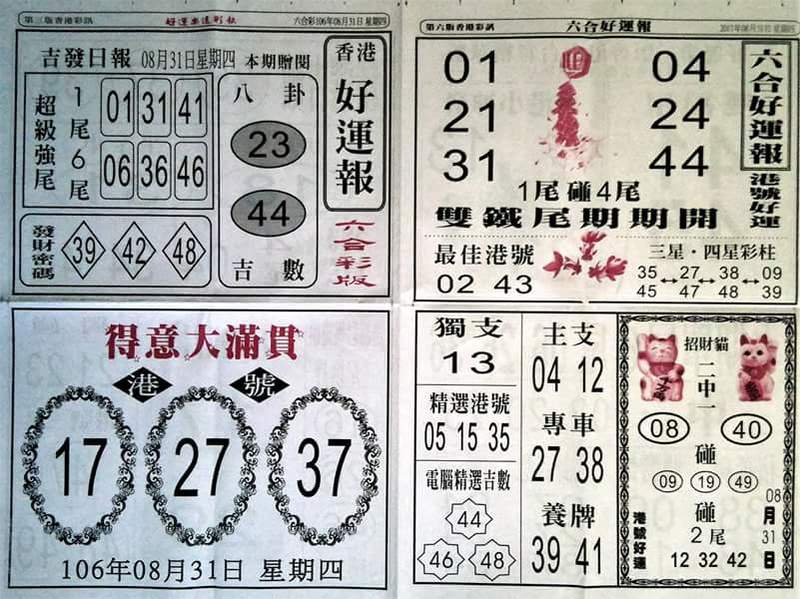 第三版香港彩訊 好運樂透彩報 六合彩106年08月31日 星期四
吉發日報 08月31日星期四 本期贈閱
超級強尾
1尾6尾
01 31 41
06 36 46
發財密碼
39 42 48
八卦
23
44
吉數
香港
好運報
六合彩版
第六版香港彩訊 六合好運報
01 04
21 24
31 44
1尾碰4尾
雙鐵尾期期開
六合好運報
港號好運
最佳港號
02 43
三星·四星彩柱
35 27 38 09
45 47 48 39
得意大滿貫
港號
17 27 37
106年08月31日 星期四
獨支
13
精選港號
05 15 35
電腦精選吉數
44
46 48
主支
04 12
專車
27 38
養牌
39 41
招財貓
二中一
08 40
碰
09 19 49
碰
2尾
12 32 42
港號好運
08月31日